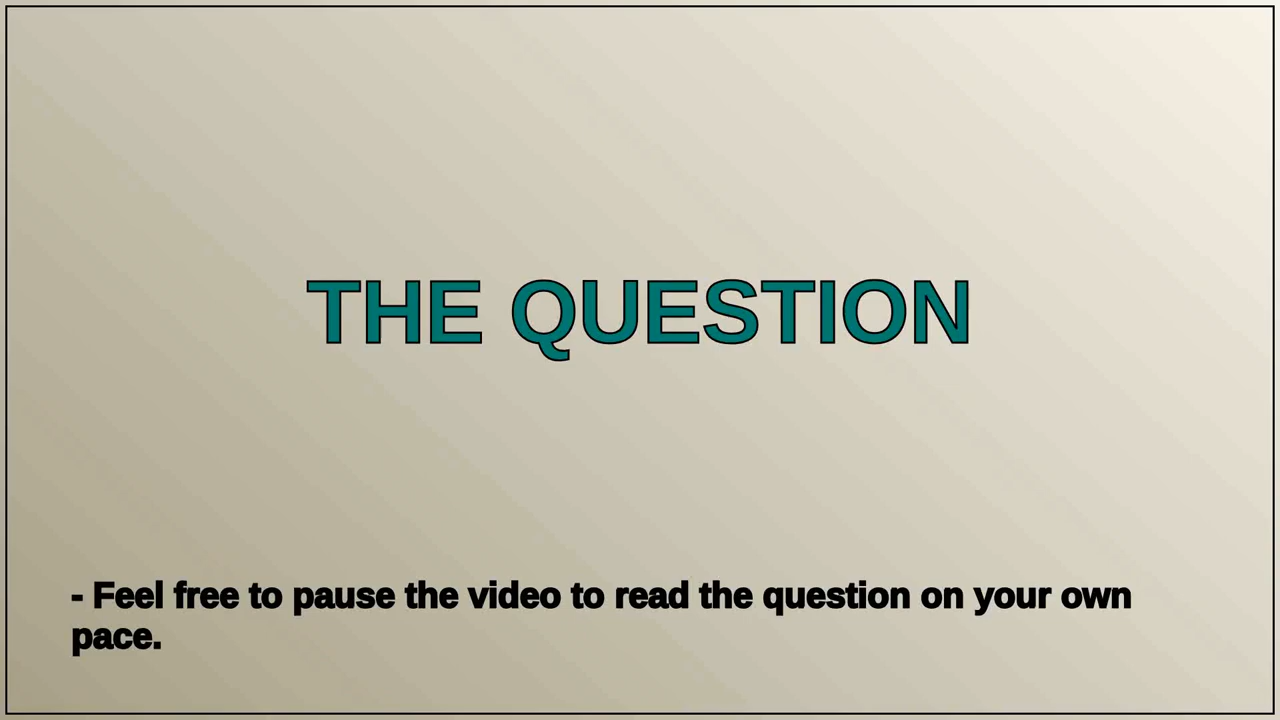 THE QUESTION
- Feel free to pause the video to read the question on your own
pace.